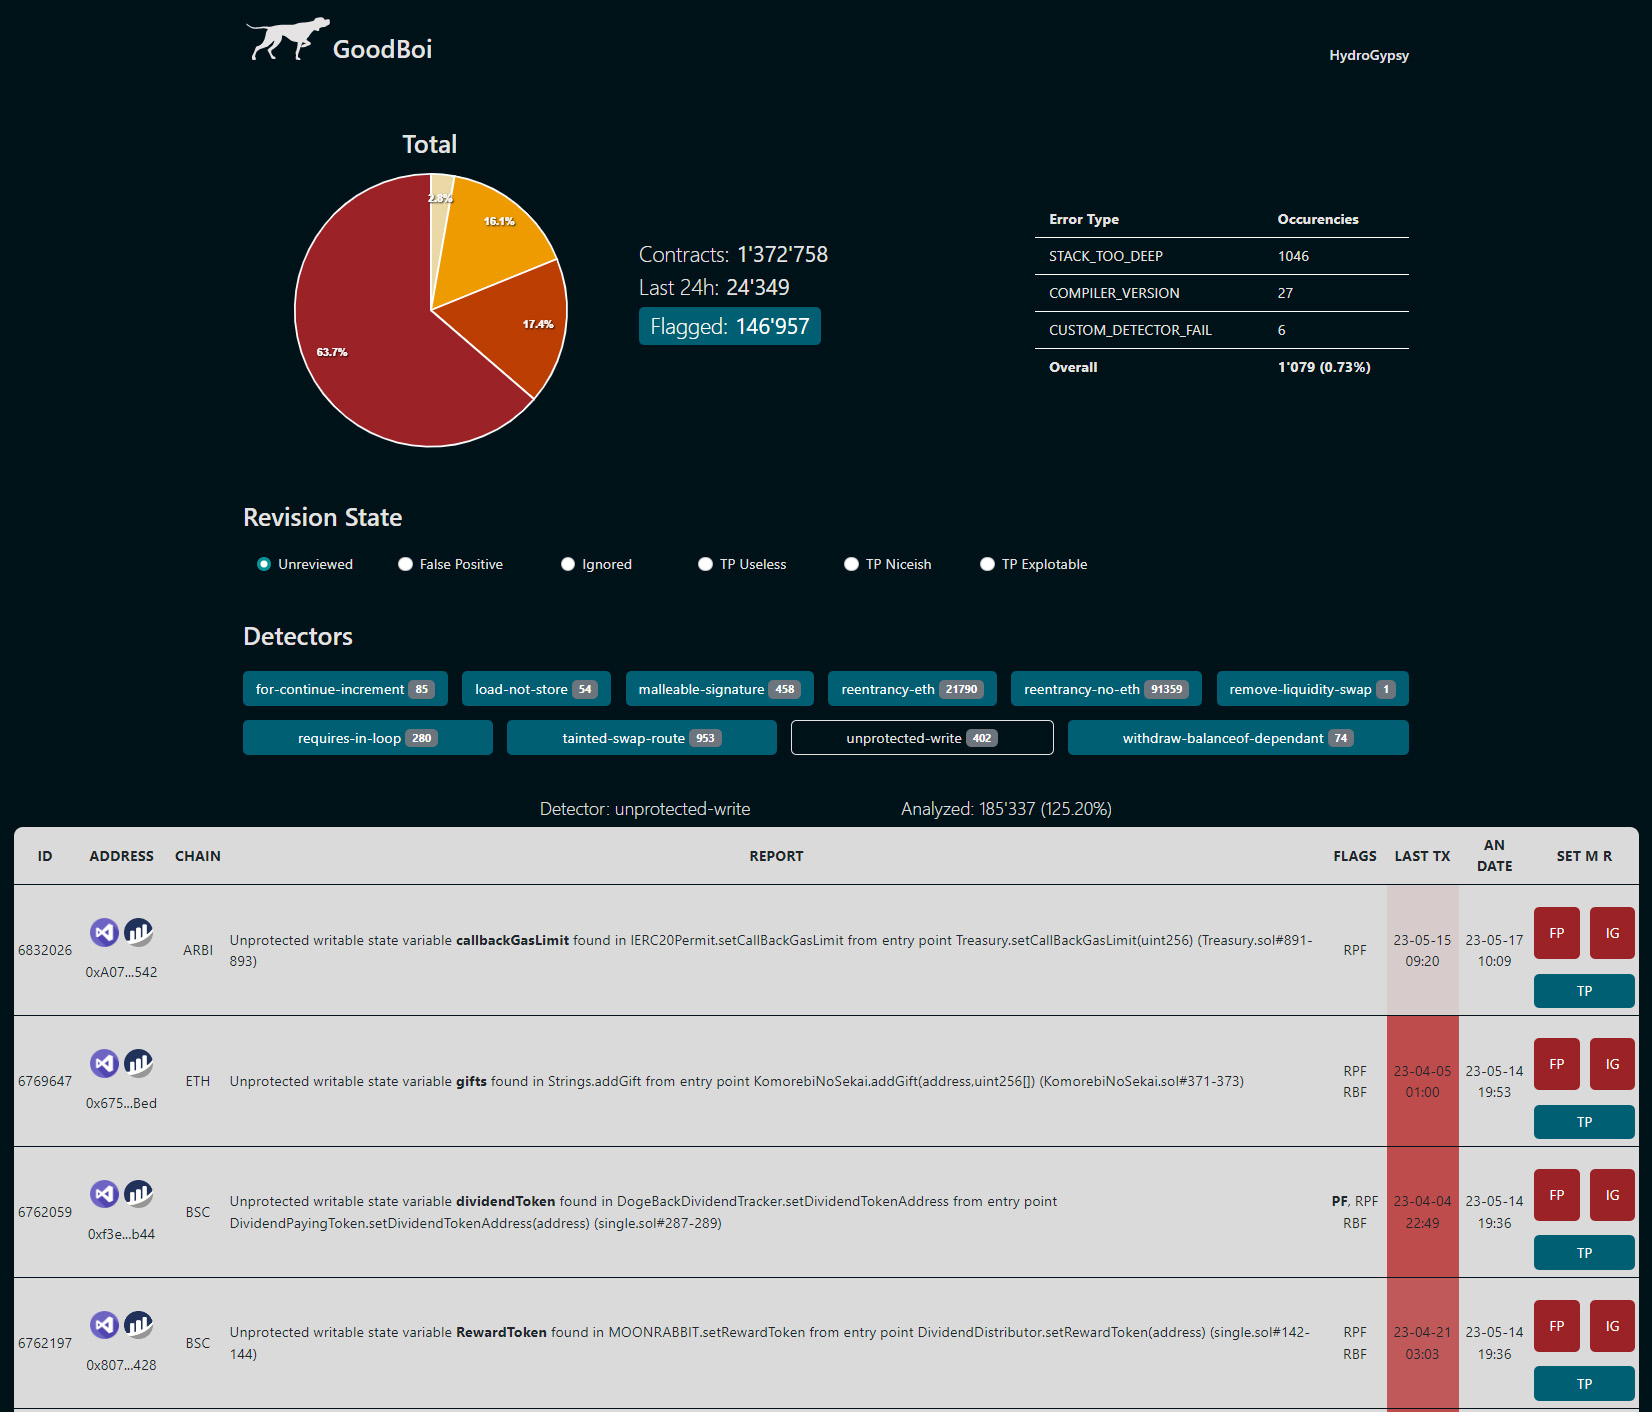 GoodBoi
HydroGypsy
Total
2.8%
16.1%
17.4%
63.7%
Contracts: 1'372'758
Last 24h: 24'349
Flagged: 146'957
Error Type Occurencies
STACK_TOO_DEEP 1046
COMPILER_VERSION 27
CUSTOM_DETECTOR_FAIL 6
Overall 1'079 (0.73%)
Revision State
Unreviewed False Positive Ignored TP Useless TP Niceish TP Explotable
Detectors
for-continue-increment 85 load-not-store 54 malleable-signature 458 reentrancy-eth 21790 reentrancy-no-eth 91359 remove-liquidity-swap 1
requires-in-loop 280 tainted-swap-route 953 unprotected-write 402 withdraw-balanceof-dependant 74
Detector: unprotected-write Analyzed: 185'337 (125.20%)
ID ADDRESS CHAIN REPORT FLAGS LAST TX AN DATE SET M R
6832026 0xA07...542 ARBI
Unprotected writable state variable callbackGasLimit found in IERC20Permit.setCallBackGasLimit from entry point Treasury.setCallBackGasLimit(uint256) (Treasury.sol#891-
893)
RPF
23-05-15
09:20
23-05-17
10:09
FP IG
TP
6769647 0x675...Bed ETH
Unprotected writable state variable gifts found in Strings.addGift from entry point KomorebiNoSekai.addGift(address,uint256[]) (KomorebiNoSekai.sol#371-373)
RPF
RBF
23-04-05
01:00
23-05-14
19:53
FP IG
TP
6762059 0xf3e...b44 BSC
Unprotected writable state variable dividendToken found in DogeBackDividendTracker.setDividendTokenAddress from entry point
DividendPayingToken.setDividendTokenAddress(address) (single.sol#287-289)
PF, RPF
RBF
23-04-04
22:49
23-05-14
19:36
FP IG
TP
6762197 0x807...428 BSC
Unprotected writable state variable RewardToken found in MOONRABBIT.setRewardToken from entry point DividendDistributor.setRewardToken(address) (single.sol#142-
144)
RPF
RBF
23-04-21
03:03
23-05-14
19:36
FP IG
TP